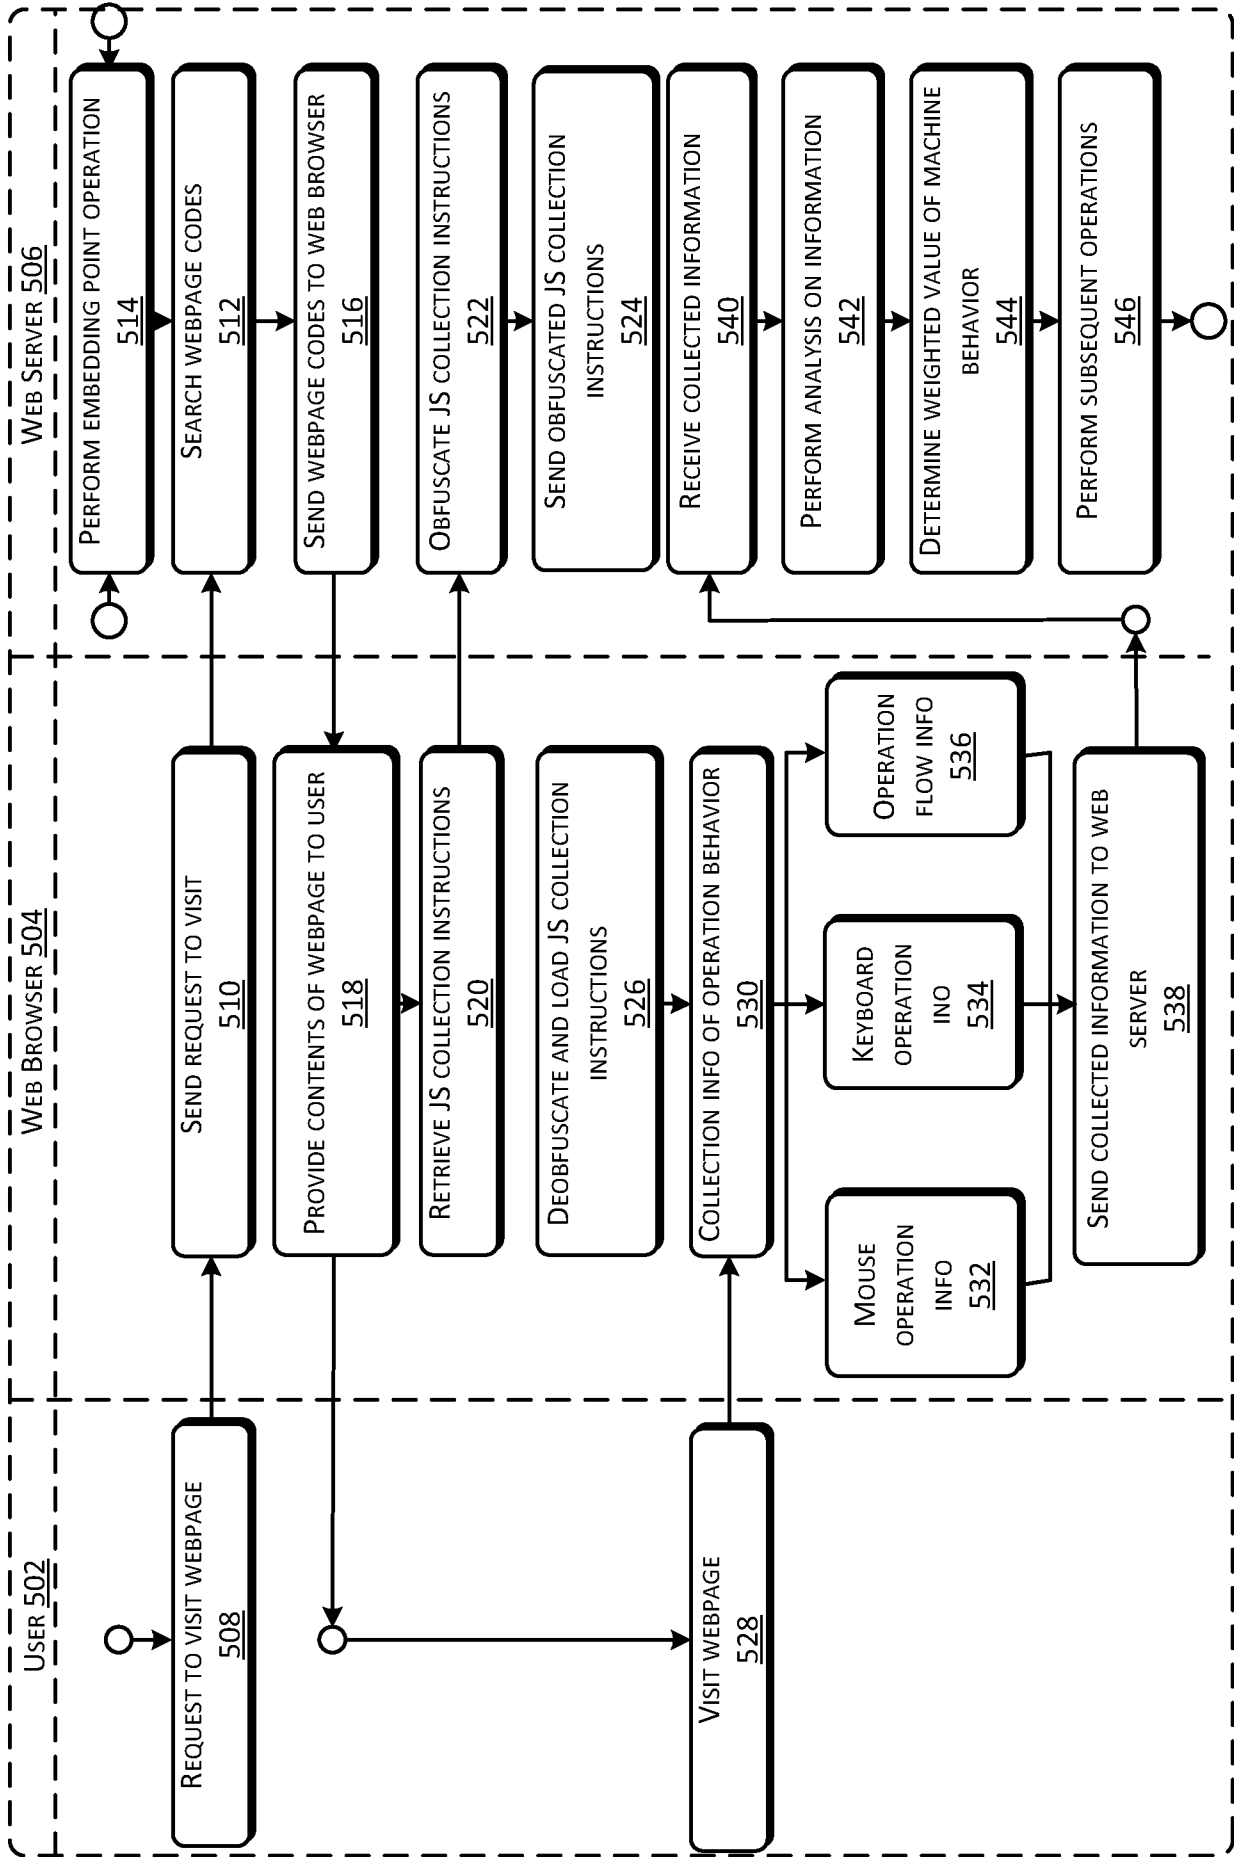 USER 502
REQUEST TO VISIT WEBPAGE
508
VISIT WEBPAGE
528
WEB BROWSER 504
SEND REQUEST TO VISIT
510
PROVIDE CONTENTS OF WEBPAGE TO USER
518
RETRIEVE JS COLLECTION INSTRUCTIONS
520
DEOBFUSCATE AND LOAD JS COLLECTION
INSTRUCTIONS
526
COLLECTION INFO OF OPERATION BEHAVIOR
530
MOUSE
OPERATION
INFO
532
KEYBOARD
OPERATION
INO
534
OPERATION
FLOW INFO
536
SEND COLLECTED INFORMATION TO WEB
SERVER
538
WEB SERVER 506
PERFORM EMBEDDING POINT OPERATION
514
SEARCH WEBPAGE CODES
512
SEND WEBPAGE CODES TO WEB BROWSER
516
OBFUSCATE JS COLLECTION INSTRUCTIONS
522
SEND OBFUSCATED JS COLLECTION
INSTRUCTIONS
524
RECEIVE COLLECTED INFORMATION
540
PERFORM ANALYSIS ON INFORMATION
542
DETERMINE WEIGHTED VALUE OF MACHINE
BEHAVIOR
544
PERFORM SUBSEQUENT OPERATIONS
546